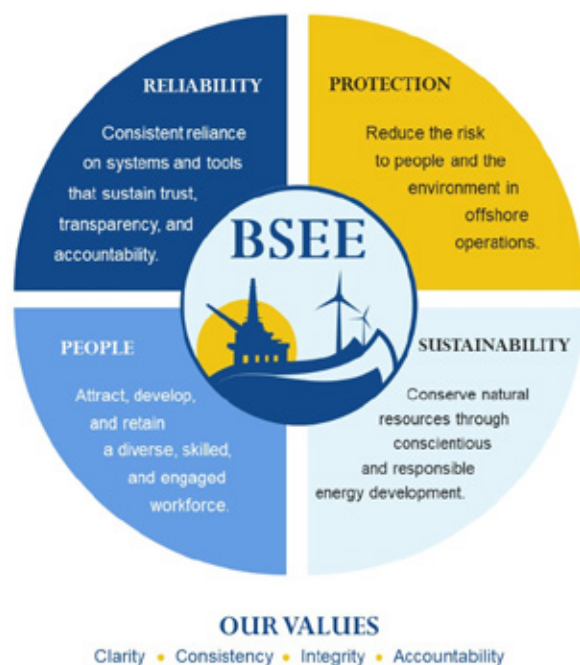 RELIABILITY
Consistent reliance
on systems and tools
that sustain trust,
transparency, and
accountability.
PROTECTION
Reduce the risk
to people and the
environment in
offshore
operations.
BSEE
PEOPLE
Attract, develop,
and retain
a diverse, skilled,
and engaged
workforce.
SUSTAINABILITY
Conserve natural
resources through
conscientious
and responsible
energy development.
OUR VALUES
Clarity • Consistency • Integrity • Accountability